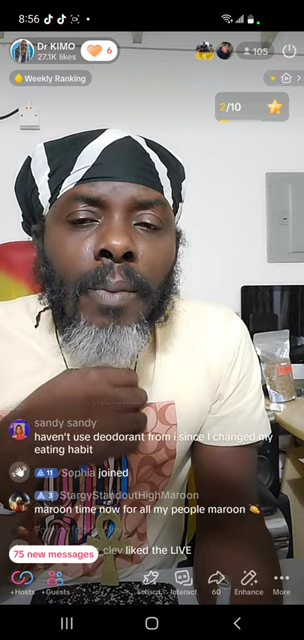 8:56
Dr KIMO
27.1K likes
6
105
Weekly Ranking
2/10
sandy sandy
haven't use deodorant from i since I changed my
eating habit
11 Sophia joined
3 StargyStandoutHighMaroon
maroon time now for all my people maroon
75 new messages
_clev liked the LIVE
+Hosts
+Guests
Interact
60
Enhance
More